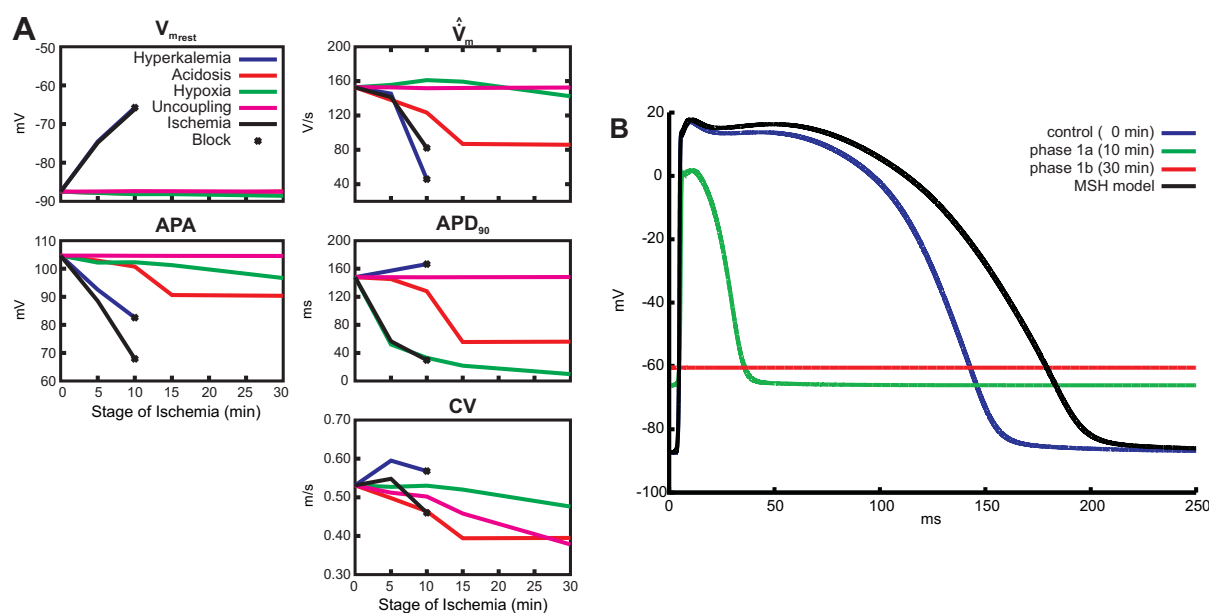 A
V mrest
-50
-60
-70
-80
-90
mV
Hyperkalemia
Acidosis
Hypoxia
Uncoupling
Ischemia
Block
V̂̇m
200
160
120
80
40
V/s
APA
110
100
90
80
70
60
mV
0 5 10 15 20 25 30
Stage of Ischemia (min)
APD90
200
160
120
80
40
0
ms
CV
0.70
0.60
0.50
0.40
0.30
m/s
0 5 10 15 20 25 30
Stage of Ischemia (min)
B
20
0
-20
-40
-60
-80
-100
mV
control ( 0 min)
phase 1a (10 min)
phase 1b (30 min)
MSH model
0 50 100 150 200 250
ms